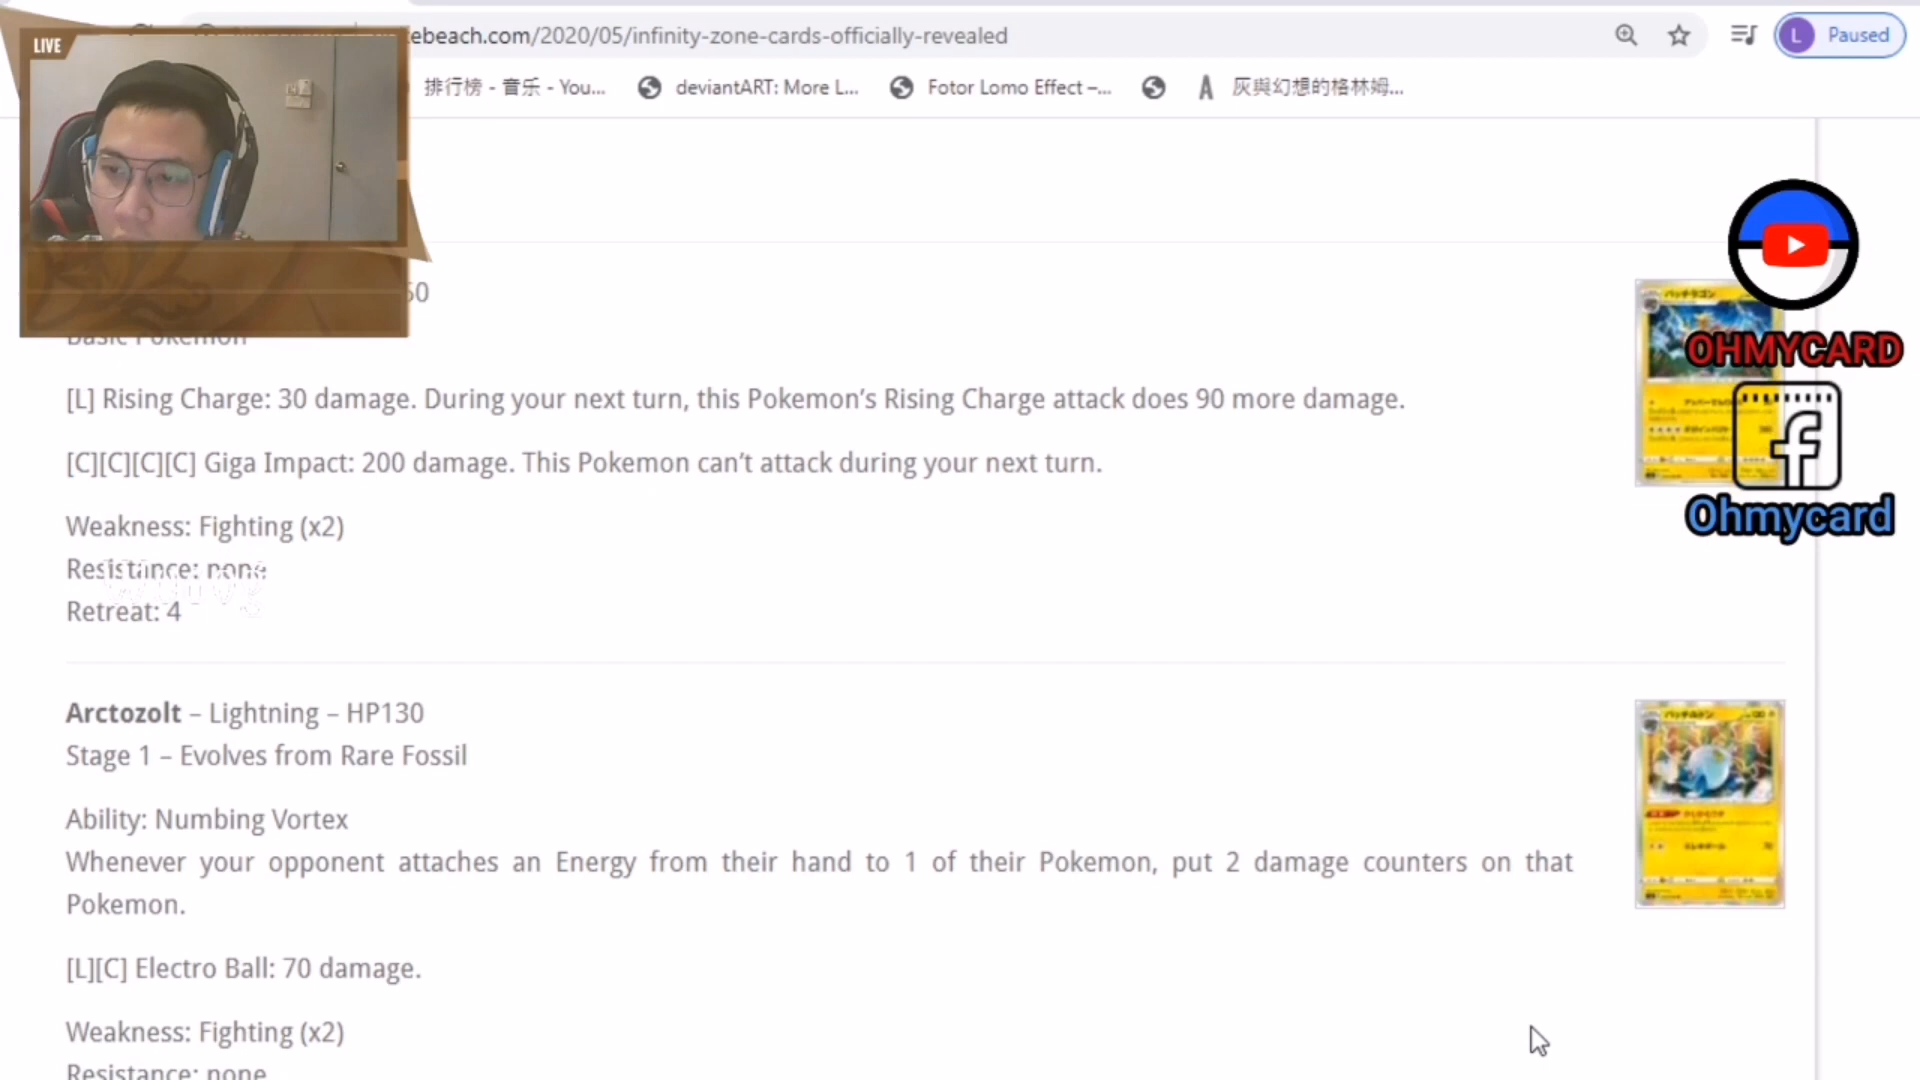 LIVE
tebeach.com/2020/05/infinity-zone-cards-officially-revealed
L Paused
排行榜 - 音乐 - You...
deviantART: More L...
Fotor Lomo Effect –...
灰與幻想的格林姆...
Basic Pokemon
[L] Rising Charge: 30 damage. During your next turn, this Pokemon’s Rising Charge attack does 90 more damage.
[C][C][C][C] Giga Impact: 200 damage. This Pokemon can’t attack during your next turn.
Weakness: Fighting (x2)
Resistance: none
Retreat: 4
OHMYCARD
Ohmycard
Arctozolt – Lightning – HP130
Stage 1 – Evolves from Rare Fossil
Ability: Numbing Vortex
Whenever your opponent attaches an Energy from their hand to 1 of their Pokemon, put 2 damage counters on that
Pokemon.
[L][C] Electro Ball: 70 damage.
Weakness: Fighting (x2)
Resistance: none